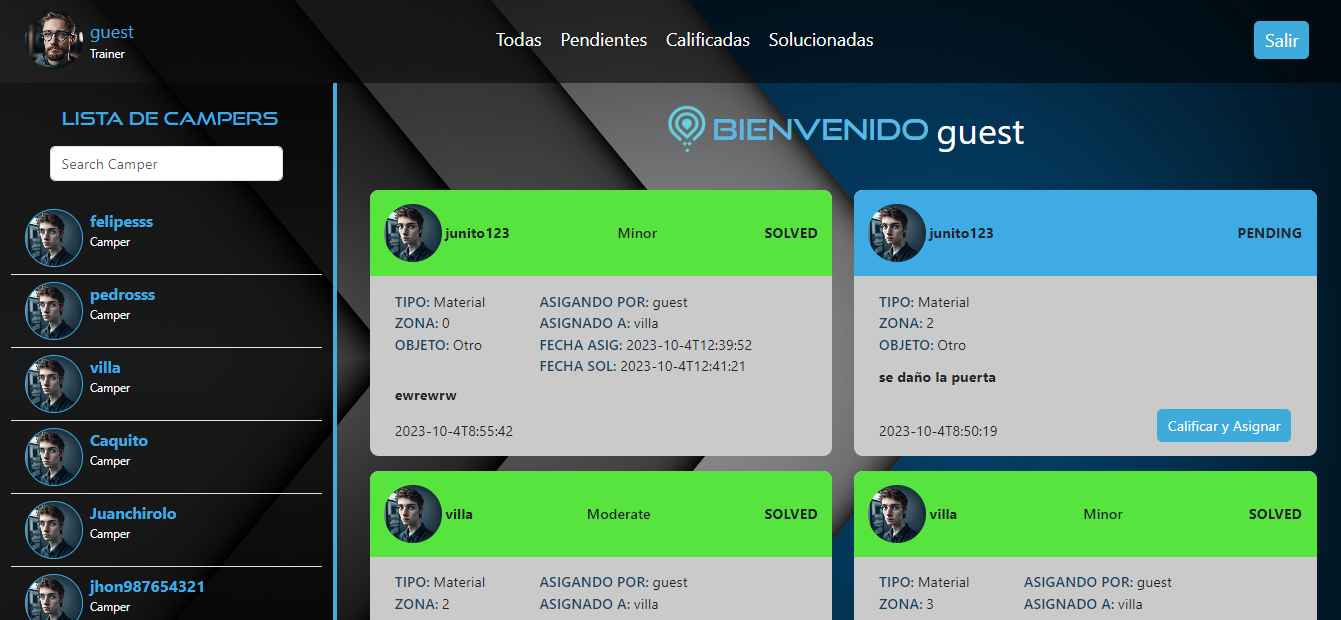 guest
Trainer
Todas Pendientes Calificadas Solucionadas
Salir
LISTA DE CAMPERS
Search Camper
felipesss
Camper
pedrosss
Camper
villa
Camper
Caquito
Camper
Juanchirolo
Camper
jhon987654321
Camper
BIENVENIDO guest
junito123 Minor SOLVED
TIPO: Material
ZONA: 0
OBJETO: Otro
ASIGANDO POR: guest
ASIGNADO A: villa
FECHA ASIG: 2023-10-4T12:39:52
FECHA SOL: 2023-10-4T12:41:21
ewrewrw
2023-10-4T8:55:42
junito123 PENDING
TIPO: Material
ZONA: 2
OBJETO: Otro
se daño la puerta
2023-10-4T8:50:19
Calificar y Asignar
villa Moderate SOLVED
TIPO: Material
ZONA: 2
ASIGANDO POR: guest
ASIGNADO A: villa
villa Minor SOLVED
TIPO: Material
ZONA: 3
ASIGANDO POR: guest
ASIGNADO A: villa